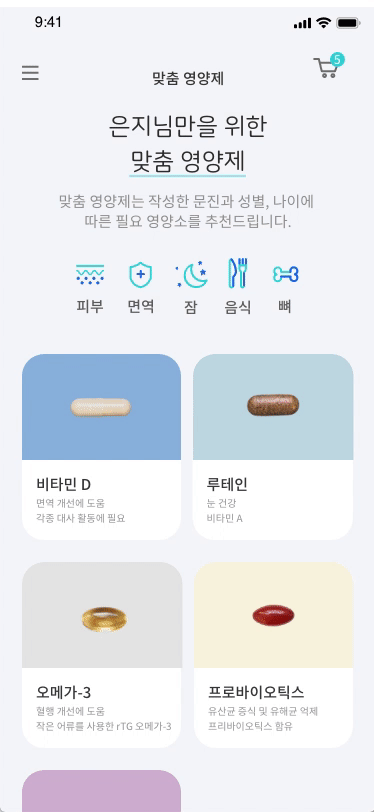 9:41
5
맞춤 영양제
은지님만을 위한
맞춤 영양제
맞춤 영양제는 작성한 문진과 성별, 나이에
따른 필요 영양소를 추천드립니다.
피부 면역 잠 음식 뼈
비타민 D
면역 개선에 도움
각종 대사 활동에 필요
루테인
눈 건강
비타민 A
오메가-3
혈행 개선에 도움
작은 어류를 사용한 rTG 오메가-3
프로바이오틱스
유산균 증식 및 유해균 억제
프리바이오틱스 함유